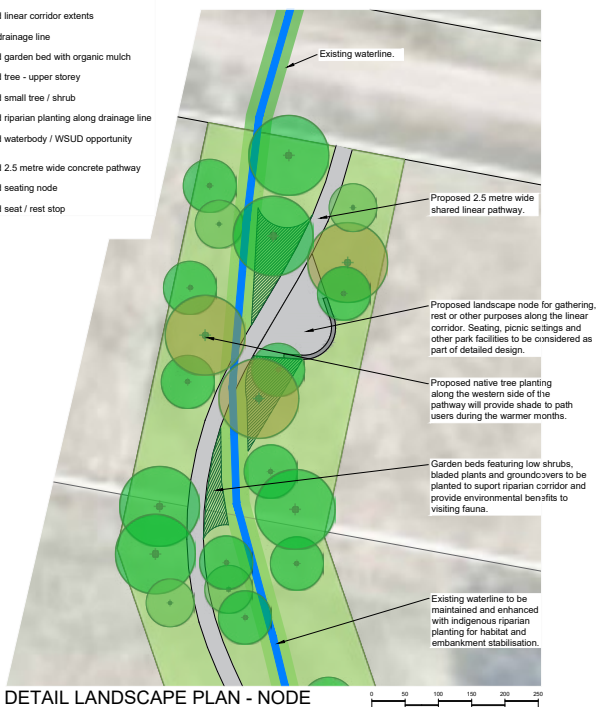 l linear corridor extents
drainage line
l garden bed with organic mulch
l tree - upper storey
l small tree / shrub
l riparian planting along drainage line
l waterbody / WSUD opportunity
l 2.5 metre wide concrete pathway
l seating node
l seat / rest stop
Existing waterline.
Proposed 2.5 metre wide
shared linear pathway.
Proposed landscape node for gathering,
rest or other purposes along the linear
corridor. Seating, picnic settings and
other park facilities to be considered as
part of detailed design.
Proposed native tree planting
along the western side of the
pathway will provide shade to path
users during the warmer months.
Garden beds featuring low shrubs,
bladed plants and groundcovers to be
planted to suport riparian corridor and
provide environmental benefits to
visiting fauna.
Existing waterline to be
maintained and enhanced
with indigenous riparian
planting for habitat and
embankment stabilisation.
DETAIL LANDSCAPE PLAN - NODE
0 50 100 150 200 250